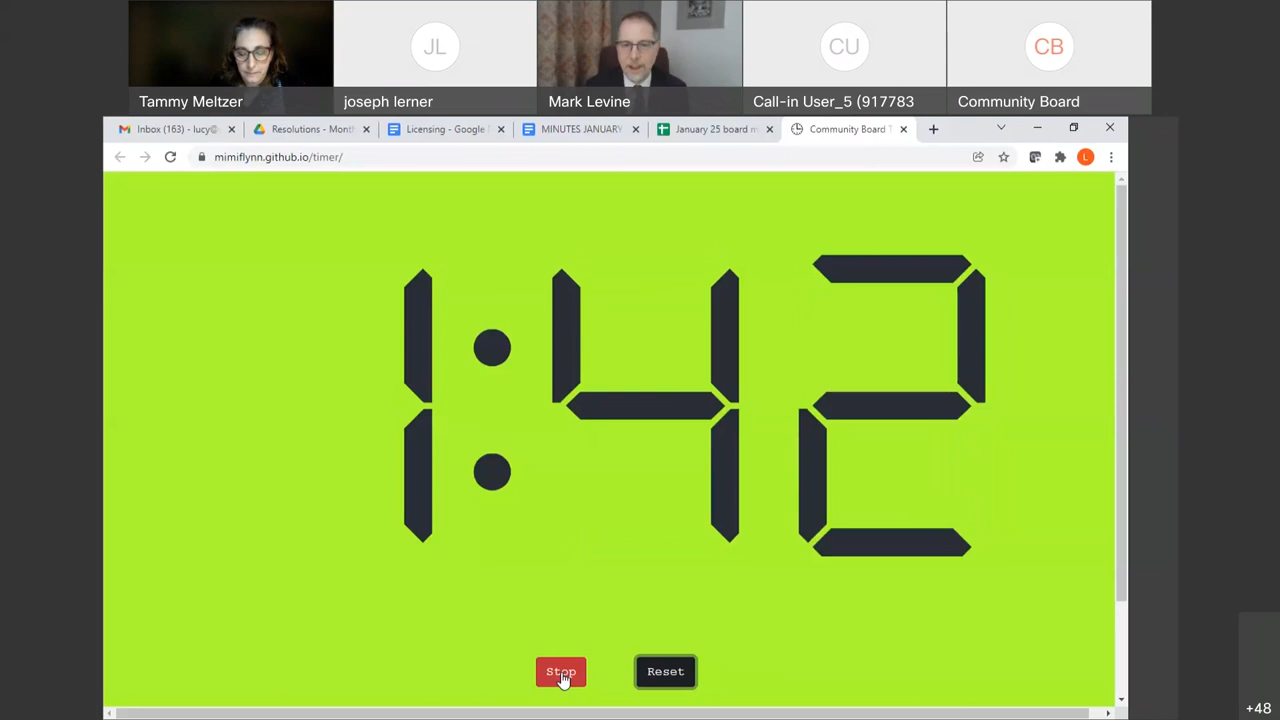 JL
CU
CB
Tammy Meltzer
joseph lerner
Mark Levine
Call-in User_5 (917783
Community Board
Inbox (163) - lucy@
Resolutions - Mont
Licensing - Google
MINUTES JANUARY
January 25 board m
Community Board T
mimiflynn.github.io/timer/
L
1:42
Stop
Reset
+48